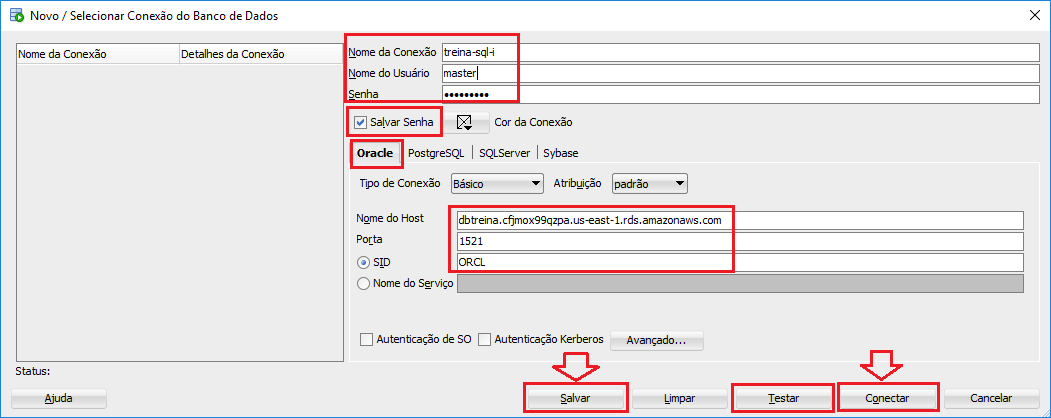 Novo / Selecionar Conexão do Banco de Dados
Nome da Conexão Detalhes da Conexão
Nome da Conexão treina-sql-i
Nome do Usuário master
Senha •••••••••
Salvar Senha Cor da Conexão
Oracle PostgreSQL SQLServer Sybase
Tipo de Conexão Básico Atribuição padrão
Nome do Host dbtreina.cfjmox99qzpa.us-east-1.rds.amazonaws.com
Porta 1521
SID ORCL
Nome do Serviço
Autenticação de SO Autenticação Kerberos Avançado...
Status:
Ajuda Salvar Limpar Testar Conectar Cancelar